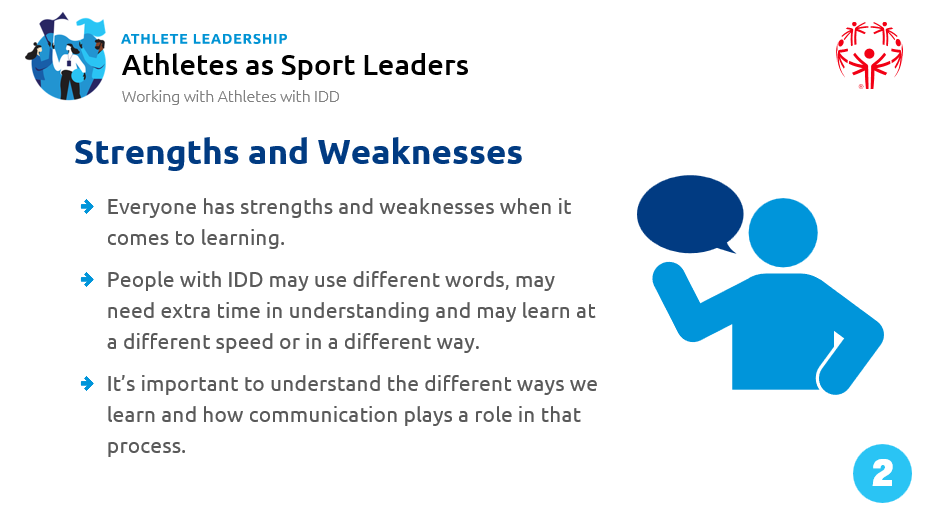 ATHLETE LEADERSHIP
Athletes as Sport Leaders
Working with Athletes with IDD
Strengths and Weaknesses
Everyone has strengths and weaknesses when it
comes to learning.
People with IDD may use different words, may
need extra time in understanding and may learn at
a different speed or in a different way.
It’s important to understand the different ways we
learn and how communication plays a role in that
process.
®
2